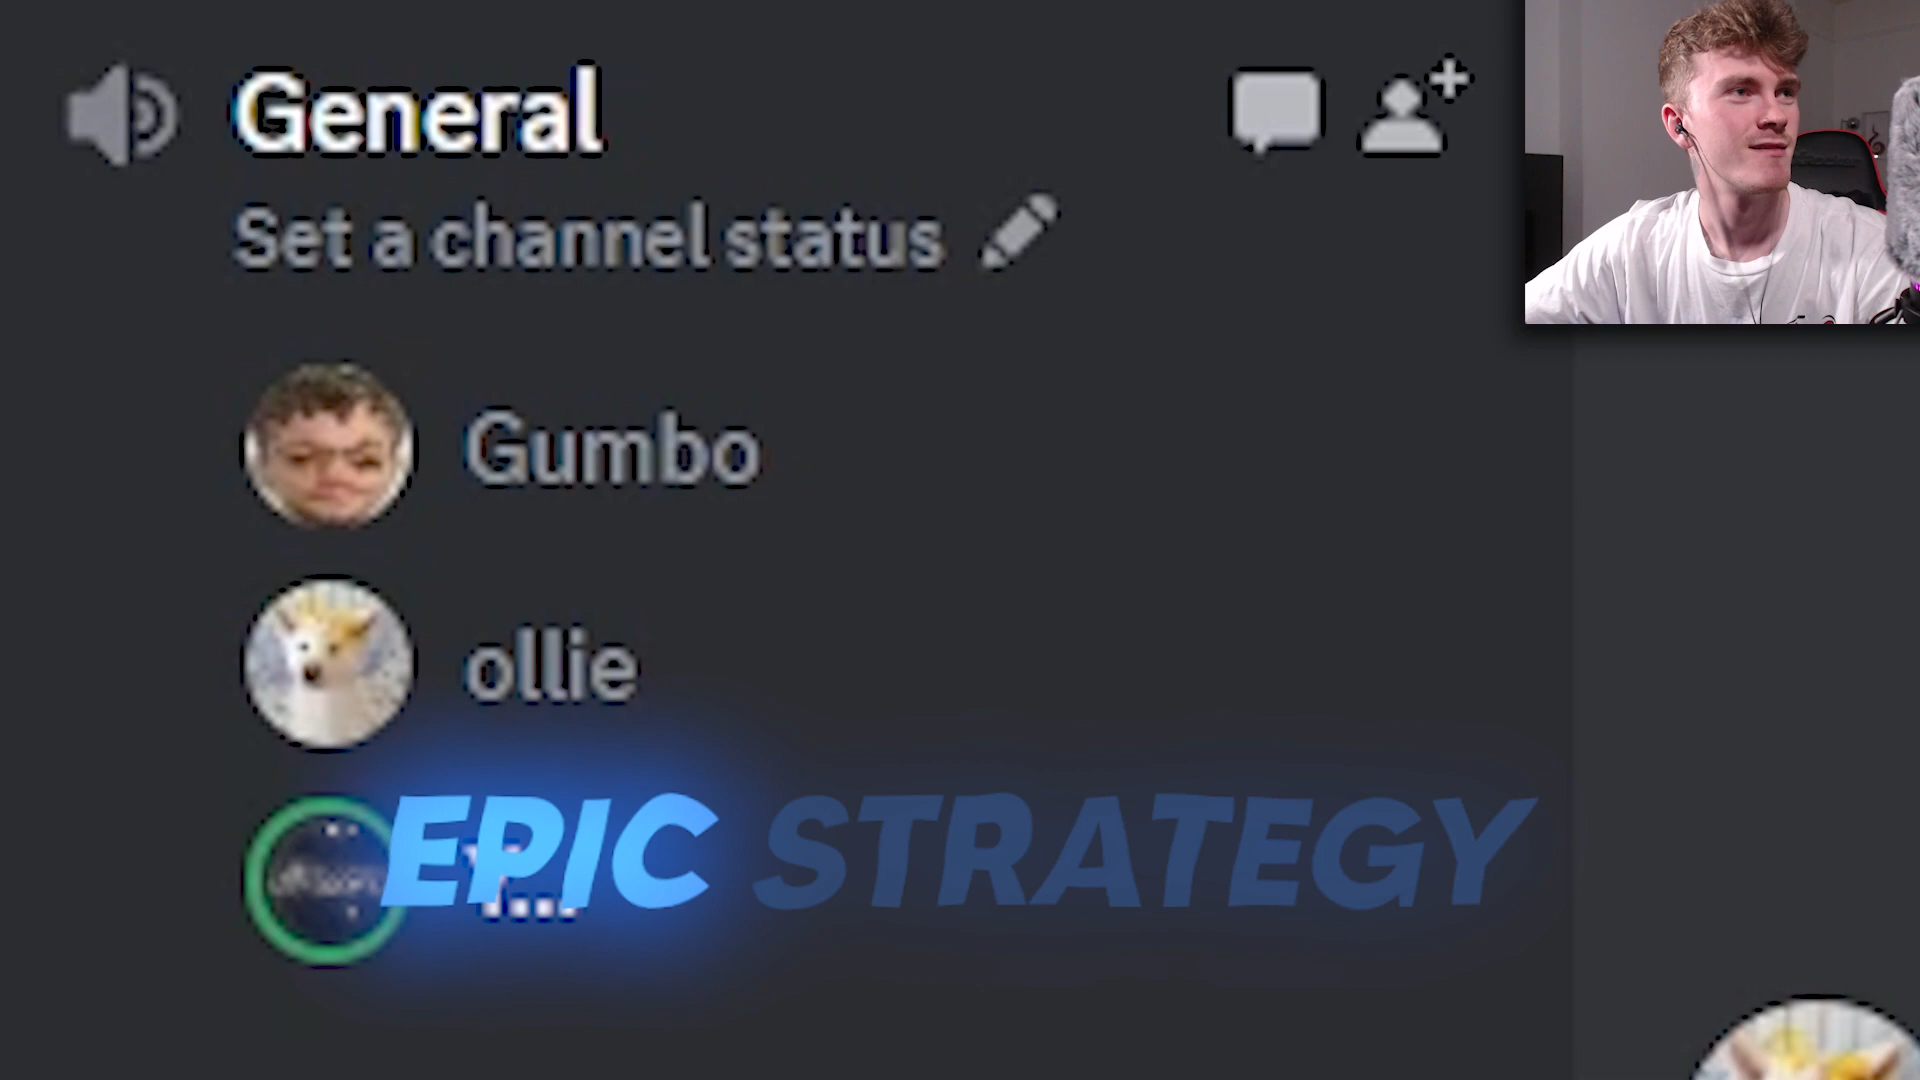 General
Set a channel status
Gumbo
ollie
EPIC STRATEGY